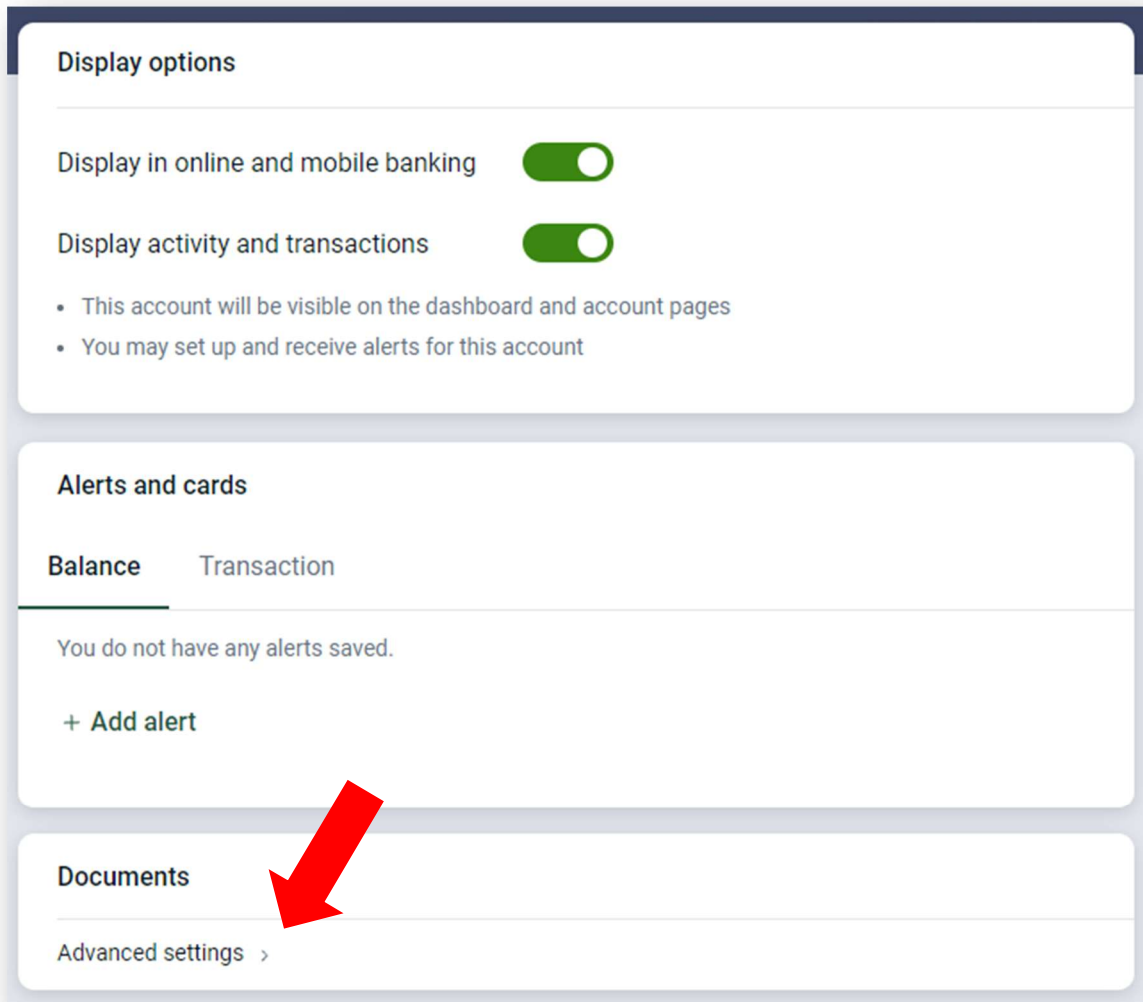 Display options
Display in online and mobile banking
Display activity and transactions
• This account will be visible on the dashboard and account pages
• You may set up and receive alerts for this account
Alerts and cards
Balance Transaction
You do not have any alerts saved.
+ Add alert
Documents
Advanced settings >